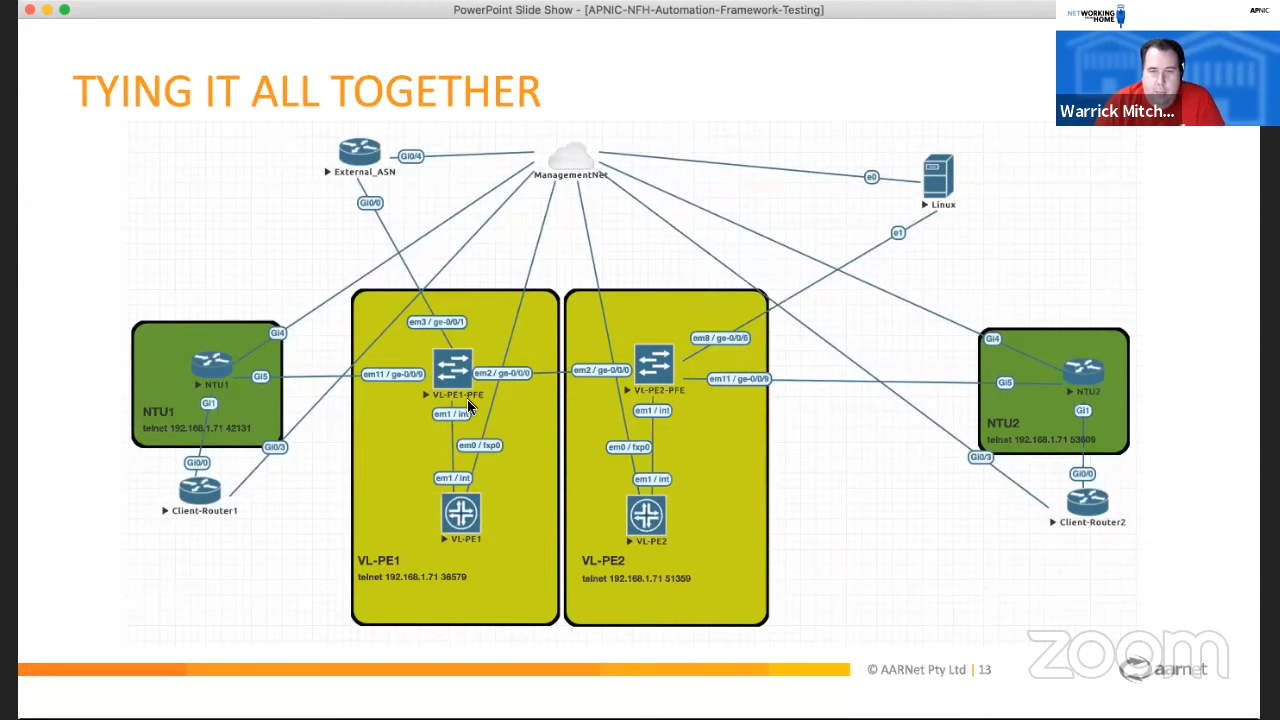 PowerPoint Slide Show - [APNIC-NFH-Automation-Framework-Testing]
NETWORKING
HOME
APNIC
Warrick Mitch...
TYING IT ALL TOGETHER
External_ASN
Gi0/4
Gi0/0
ManagementNet
e0
Linux
e1
em3 / ge-0/0/1
Gi4
NTU1
Gi5
Gi1
NTU1
telnet 192.168.1.71 42131
Gi0/3
Gi0/0
Client-Router1
em11 / ge-0/0/9
em2 / ge-0/0/0
VL-PE1-PFE
em1 / int
em0 / fxp0
em1 / int
VL-PE1
VL-PE1
telnet 192.168.1.71 36579
em8 / ge-0/0/6
em2 / ge-0/0/0
em11 / ge-0/0/9
VL-PE2-PFE
em1 / int
em0 / fxp0
em1 / int
VL-PE2
VL-PE2
telnet 192.168.1.71 51359
Gi4
Gi5
NTU2
Gi1
NTU2
telnet 192.168.1.71 53609
Gi0/3
Gi0/0
Client-Router2
zoom
© AARNet Pty Ltd | 13
aarnet